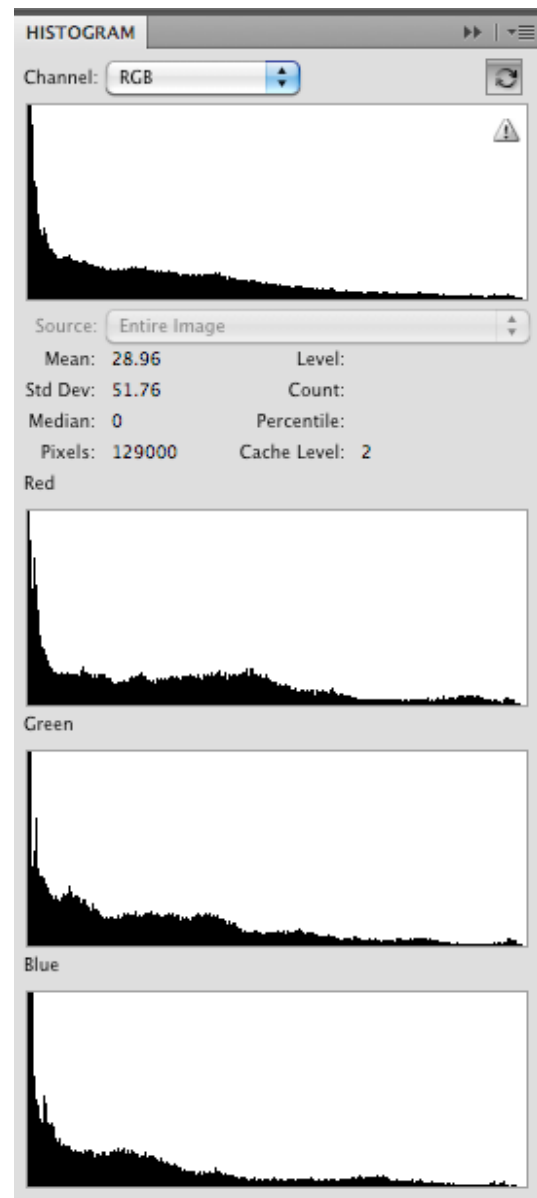 HISTOGRAM
Channel: RGB
Source: Entire Image
Mean: 28.96 Level:
Std Dev: 51.76 Count:
Median: 0 Percentile:
Pixels: 129000 Cache Level: 2
Red
Green
Blue